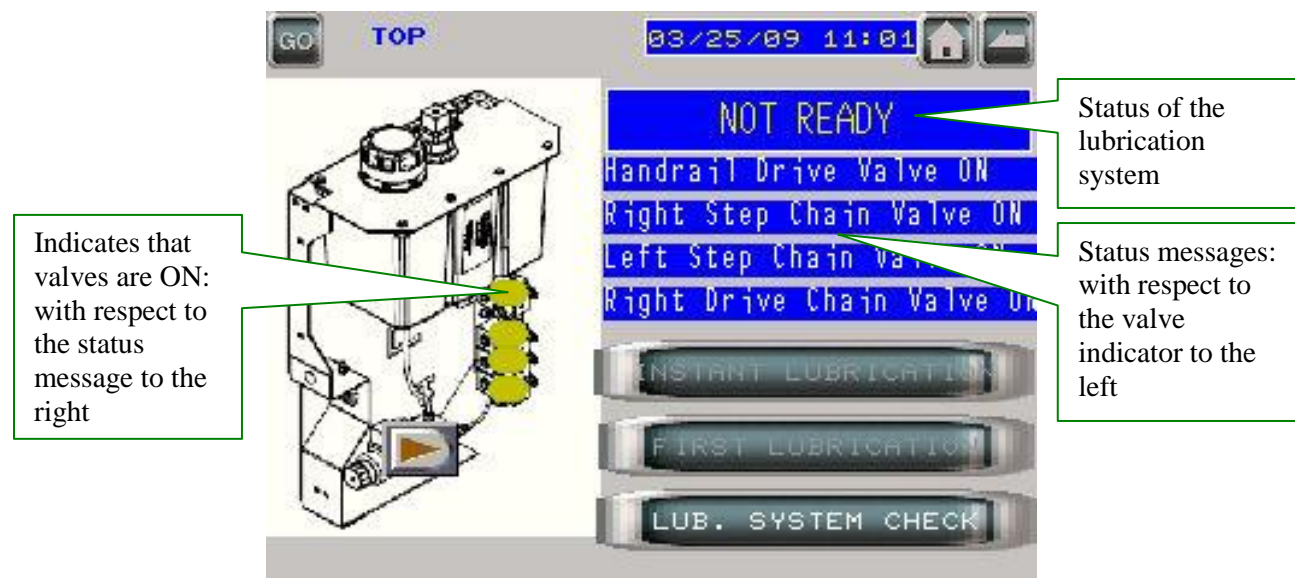 GO
TOP
03/25/09 11:01
NOT READY
Handrail Drive Valve ON
Right Step Chain Valve ON
Left Step Chain Valve ON
Right Drive Chain Valve ON
INSTANT LUBRICATION
FIRST LUBRICATION
LUB. SYSTEM CHECK
Indicates that
valves are ON:
with respect to
the status
message to the
right
Status of the
lubrication
system
Status messages:
with respect to
the valve
indicator to the
left